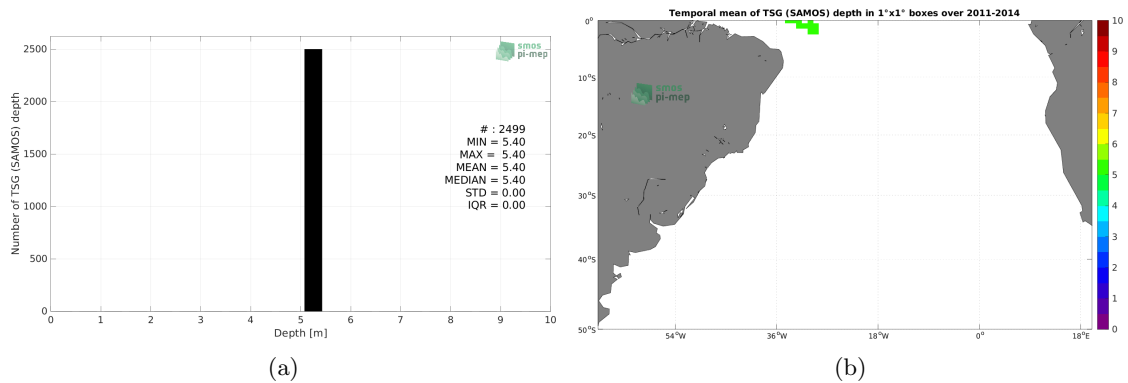 2500
2000
1500
1000
500
0
Number of TSG (SAMOS) depth
smos
pi-mep
# : 2499
MIN = 5.40
MAX = 5.40
MEAN = 5.40
MEDIAN = 5.40
STD = 0.00
IQR = 0.00
0 1 2 3 4 5 6 7 8 9 10
Depth [m]
(a)
Temporal mean of TSG (SAMOS) depth in 1°x1° boxes over 2011-2014
0°
10°S
20°S
30°S
40°S
50°S
smos
pi-mep
54°W 36°W 18°W 0° 18°E
10
9
8
7
6
5
4
3
2
1
0
(b)